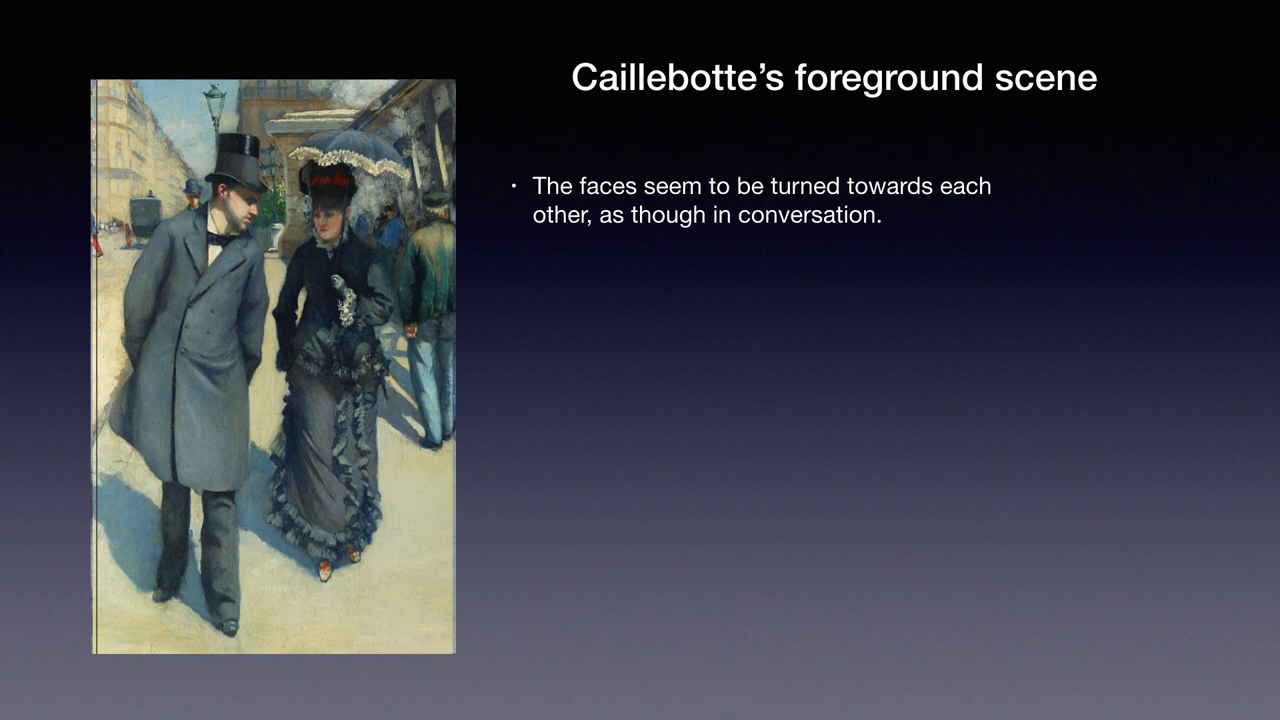 Caillebotte’s foreground scene
• The faces seem to be turned towards each
other, as though in conversation.